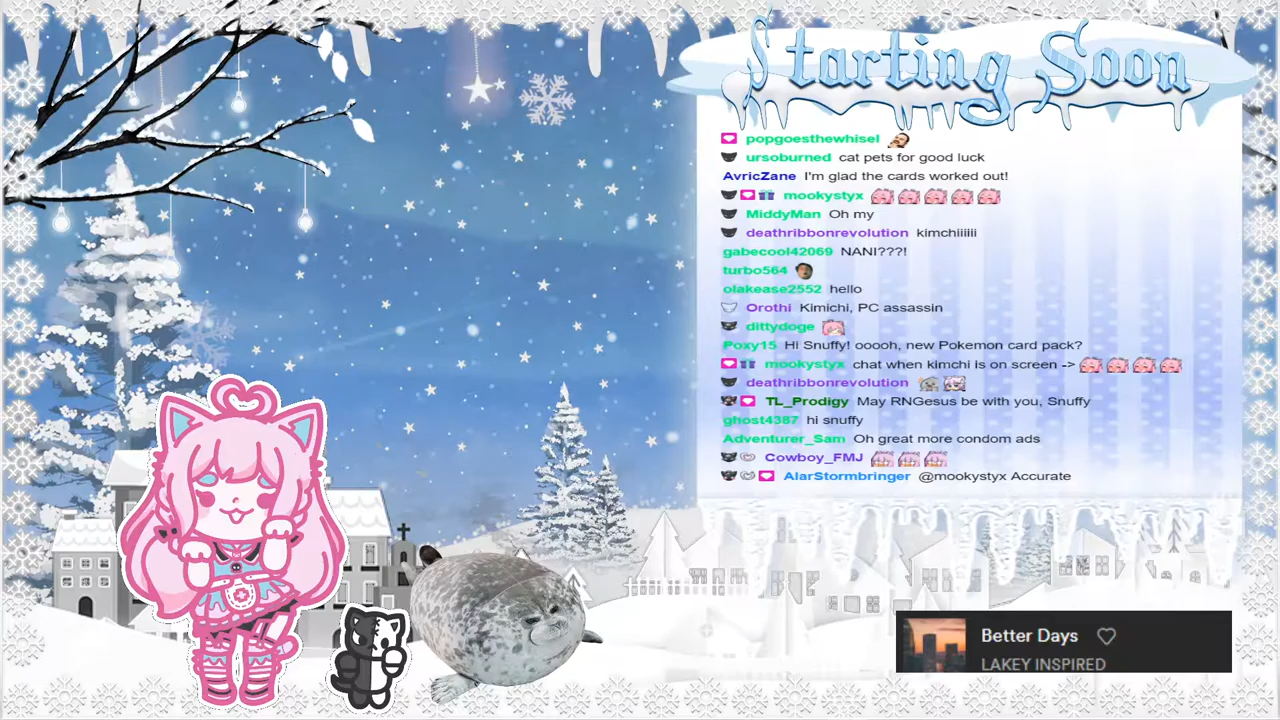 Starting Soon
popgoesthewhisel
ursoburned cat pets for good luck
AvricZane I'm glad the cards worked out!
mookystyx
MiddyMan Oh my
deathribbonrevolution kimchiiiiii
gabecool42069 NANI???!
turbo564
olakease2552 hello
Orothi Kimichi, PC assassin
dittydoge
Poxy15 Hi Snuffy! ooooh, new Pokemon card pack?
mookystyx chat when kimchi is on screen ->
deathribbonrevolution
TL_Prodigy May RNGesus be with you, Snuffy
ghost4387 hi snuffy
Adventurer_Sam Oh great more condom ads
Cowboy_FMJ
AlarStormbringer @mookystyx Accurate
Better Days
LAKEY INSPIRED